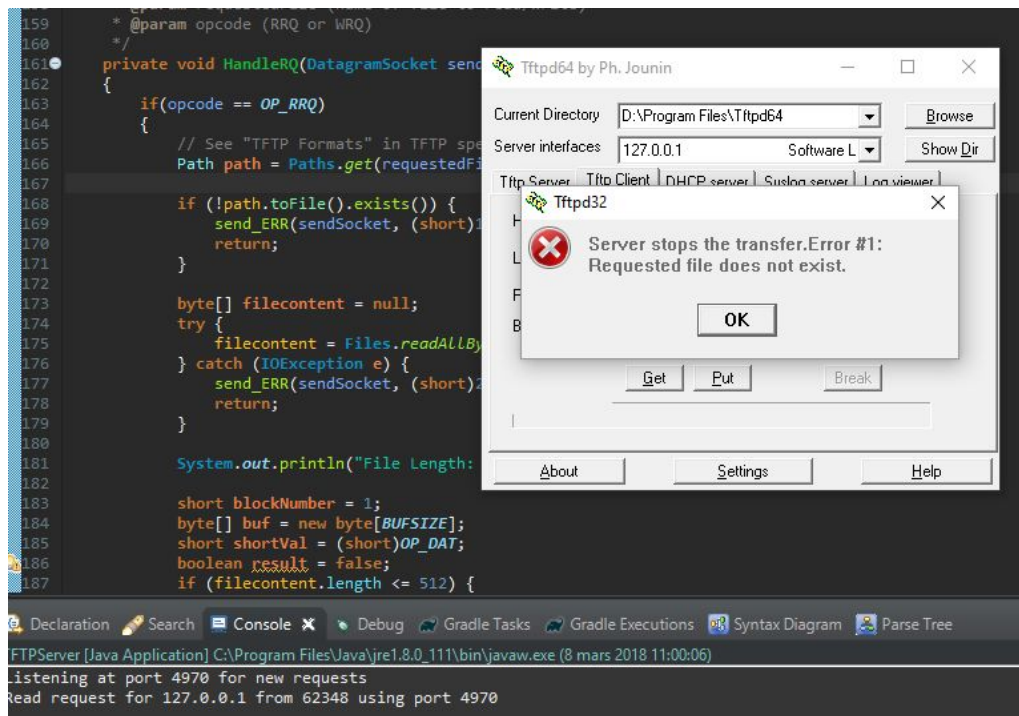 159 * @param opcode (RRQ or WRQ)
160 */
161 private void HandleRQ(DatagramSocket send
162 {
163 if(opcode == OP_RRQ)
164 {
165 // See "TFTP Formats" in TFTP spe
166 Path path = Paths.get(requestedFi
167
168 if (!path.toFile().exists()) {
169 send_ERR(sendSocket, (short)1
170 return;
171 }
172
173 byte[] filecontent = null;
174 try {
175 filecontent = Files.readAllBy
176 } catch (IOException e) {
177 send_ERR(sendSocket, (short)2
178 return;
179 }
180
181 System.out.println("File Length:
182
183 short blockNumber = 1;
184 byte[] buf = new byte[BUFSIZE];
185 short shortVal = (short)OP_DAT;
186 boolean result = false;
187 if (filecontent.length <= 512) {
Tftpd64 by Ph. Jounin
Current Directory D:\Program Files\Tftpd64 Browse
Server interfaces 127.0.0.1 Software L Show Dir
Tftp Server Tftp Client DHCP server Syslog server Log viewer
Tftpd32
Server stops the transfer.Error #1:
Requested file does not exist.
OK
Get Put Break
About Settings Help
Declaration Search Console Debug Gradle Tasks Gradle Executions Syntax Diagram Parse Tree
TFTPServer [Java Application] C:\Program Files\Java\jre1.8.0_111\bin\javaw.exe (8 mars 2018 11:00:06)
Listening at port 4970 for new requests
Read request for 127.0.0.1 from 62348 using port 4970